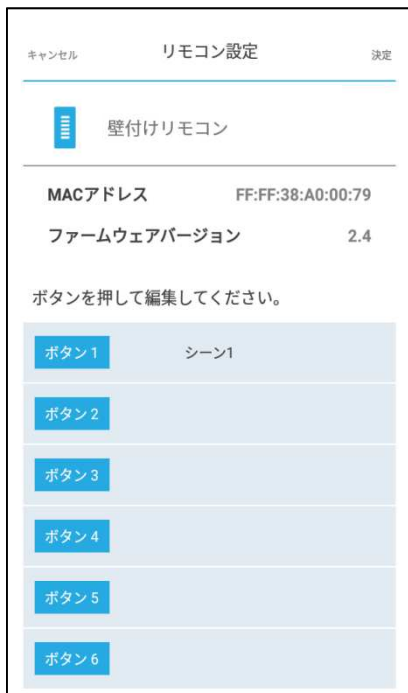 キャンセル リモコン設定 決定
壁付けリモコン
MACアドレス FF:FF:38:A0:00:79
ファームウェアバージョン 2.4
ボタンを押して編集してください。
ボタン 1 シーン1
ボタン 2
ボタン 3
ボタン 4
ボタン 5
ボタン 6